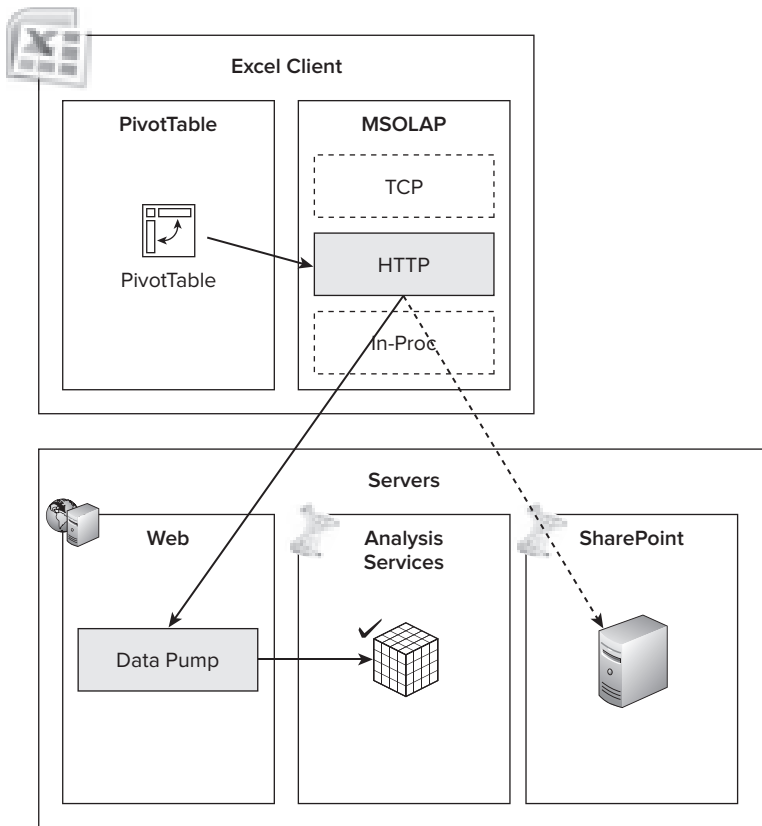 Excel Client
PivotTable
MSOLAP
TCP
HTTP
PivotTable
In-Proc
Servers
Web
Analysis
Services
SharePoint
Data Pump